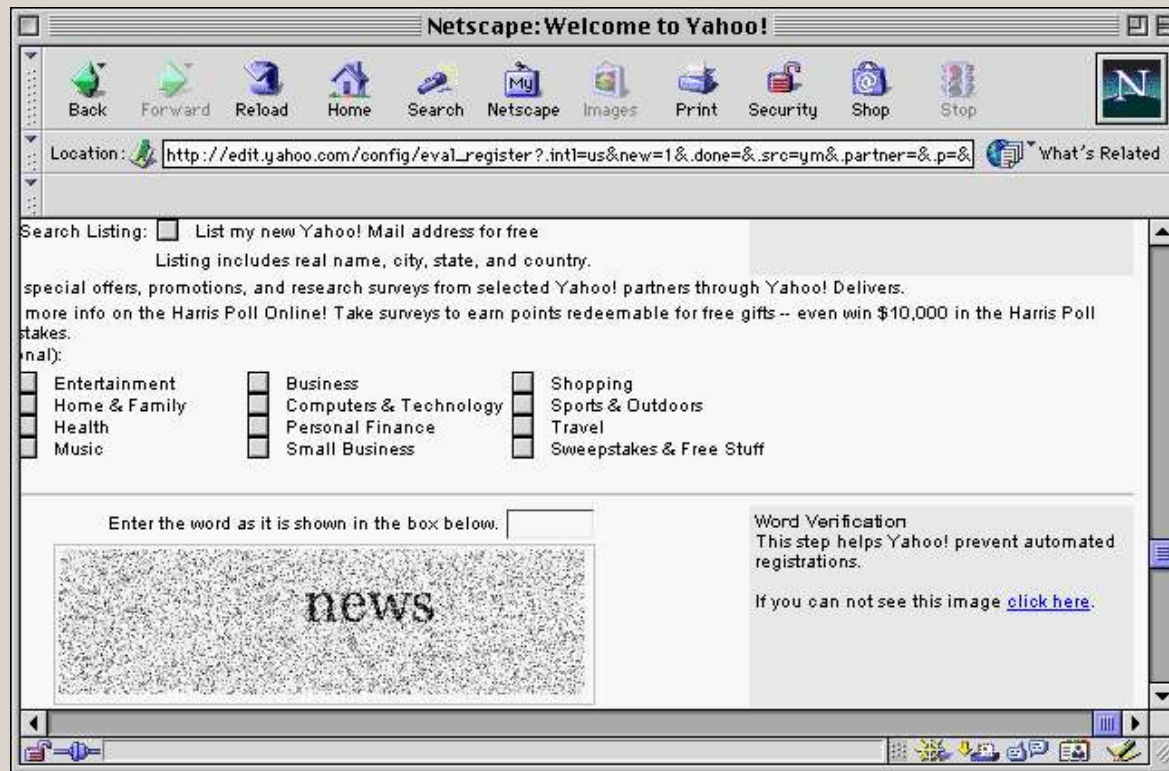 Netscape: Welcome to Yahoo!
Back Forward Reload Home Search Netscape Images Print Security Shop Stop
My
N
Location: http://edit.yahoo.com/config/eval_register?.intl=us&new=1&.done=&.src=ym&.partner=&.p=& What's Related
Search Listing: List my new Yahoo! Mail address for free
Listing includes real name, city, state, and country.
special offers, promotions, and research surveys from selected Yahoo! partners through Yahoo! Delivers.
more info on the Harris Poll Online! Take surveys to earn points redeemable for free gifts -- even win $10,000 in the Harris Poll
stakes.
nal):
Entertainment Business Shopping
Home & Family Computers & Technology Sports & Outdoors
Health Personal Finance Travel
Music Small Business Sweepstakes & Free Stuff
Enter the word as it is shown in the box below.
news
Word Verification
This step helps Yahoo! prevent automated
registrations.
If you can not see this image click here.